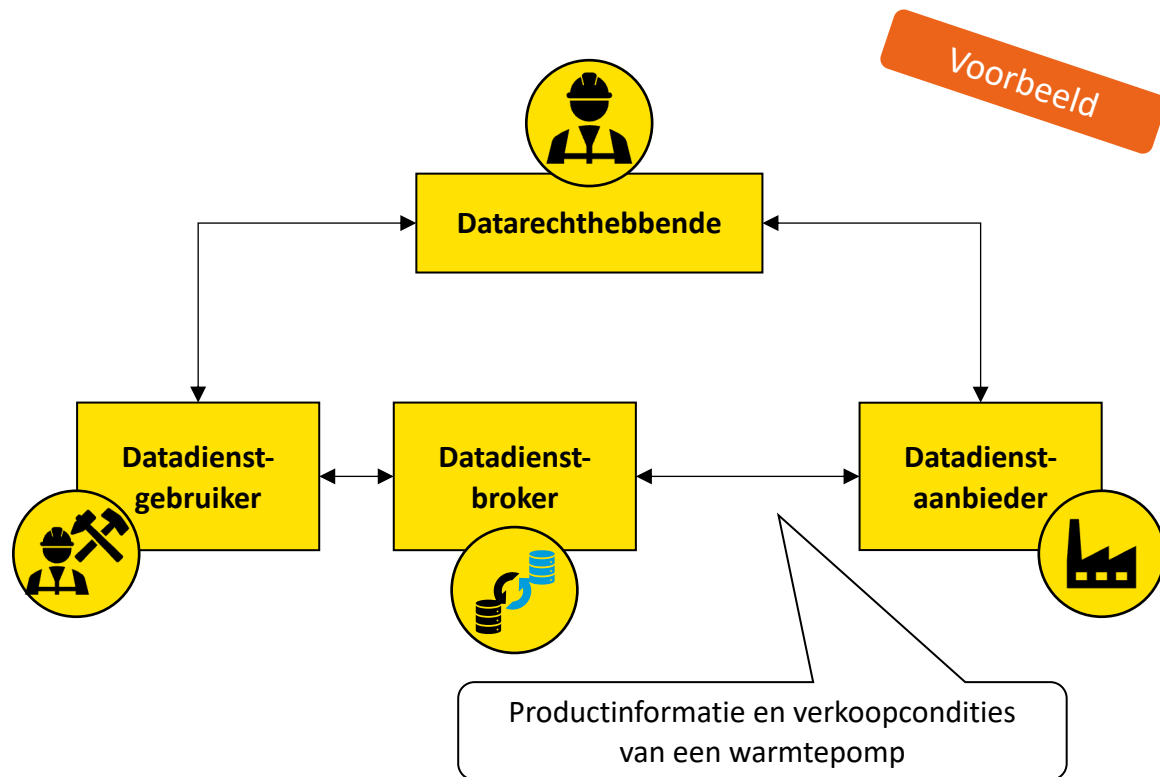 Voorbeeld
Datarechthebbende
Datadienst-
gebruiker
Datadienst-
broker
Datadienst-
aanbieder
Productinformatie en verkoopcondities
van een warmtepomp